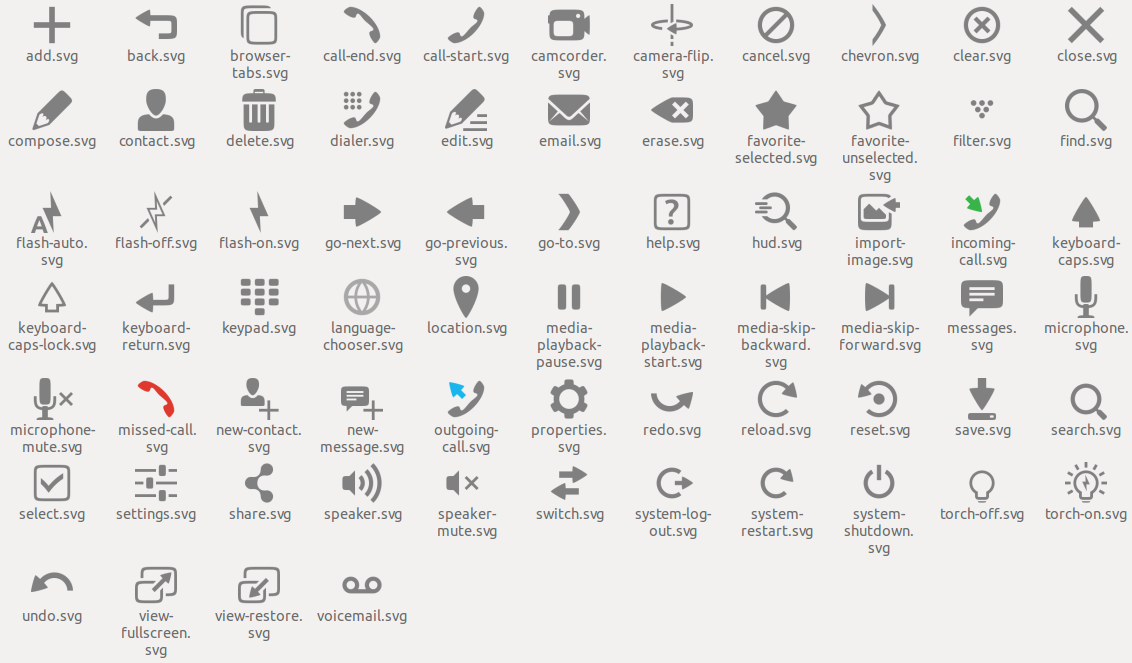 add.svg
back.svg
browser-
tabs.svg
call-end.svg
call-start.svg
camcorder.
svg
camera-flip.
svg
cancel.svg
chevron.svg
clear.svg
close.svg
compose.svg
contact.svg
delete.svg
dialer.svg
edit.svg
email.svg
erase.svg
favorite-
selected.svg
favorite-
unselected.
svg
filter.svg
find.svg
A
flash-auto.
svg
flash-off.svg
flash-on.svg
go-next.svg
go-previous.
svg
go-to.svg
?
help.svg
hud.svg
import-
image.svg
incoming-
call.svg
keyboard-
caps.svg
keyboard-
caps-lock.svg
keyboard-
return.svg
keypad.svg
language-
chooser.svg
location.svg
media-
playback-
pause.svg
media-
playback-
start.svg
media-skip-
backward.
svg
media-skip-
forward.svg
messages.
svg
microphone.
svg
microphone-
mute.svg
missed-call.
svg
new-contact.
svg
new-
message.svg
outgoing-
call.svg
properties.
svg
redo.svg
reload.svg
reset.svg
save.svg
search.svg
select.svg
settings.svg
share.svg
speaker.svg
speaker-
mute.svg
switch.svg
system-log-
out.svg
system-
restart.svg
system-
shutdown.
svg
torch-off.svg
torch-on.svg
undo.svg
view-
fullscreen.
svg
view-restore.
svg
voicemail.svg